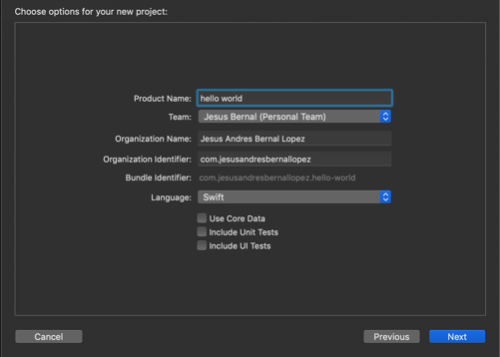 Choose options for your new project:
Product Name: hello world
Team: Jesus Bernal (Personal Team)
Organization Name: Jesus Andres Bernal Lopez
Organization Identifier: com.jesusandresbernallopez
Bundle Identifier: com.jesusandresbernallopez.hello-world
Language: Swift
Use Core Data
Include Unit Tests
Include UI Tests
Cancel Previous Next